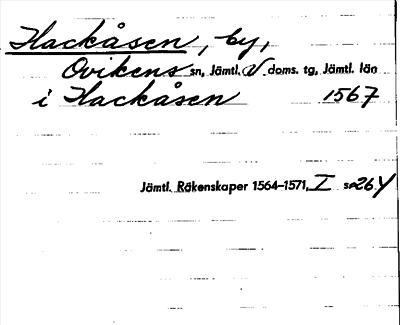 Hackåsen, by,
Ovikens sn, Jämtl. V. doms. tg, Jämtl. län
i Hackåsen 1567
Jämtl. Räkenskaper 1564–1571, I s. 26.